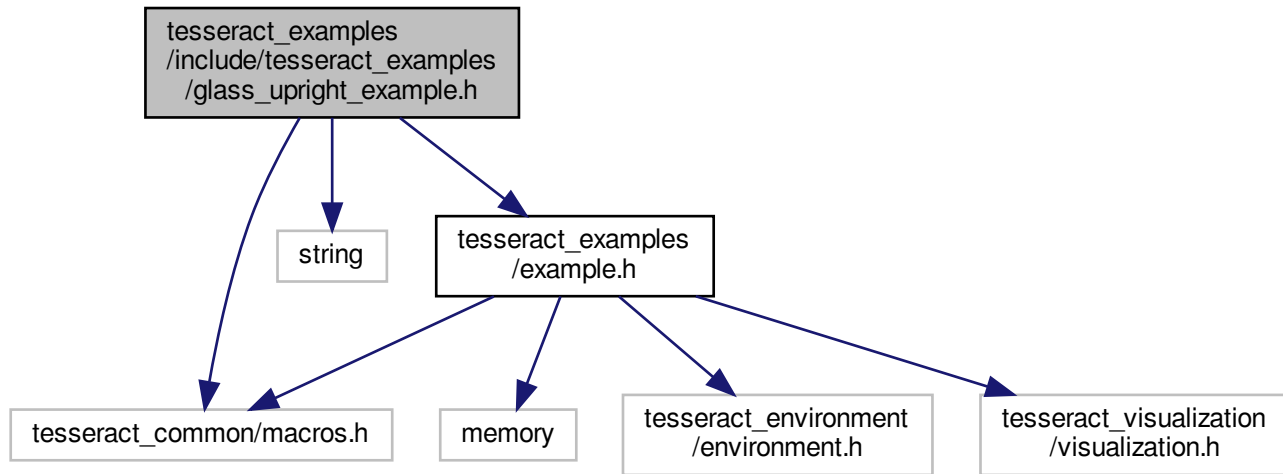 tesseract_examples
/include/tesseract_examples
/glass_upright_example.h
string
tesseract_examples
/example.h
tesseract_common/macros.h
memory
tesseract_environment
/environment.h
tesseract_visualization
/visualization.h